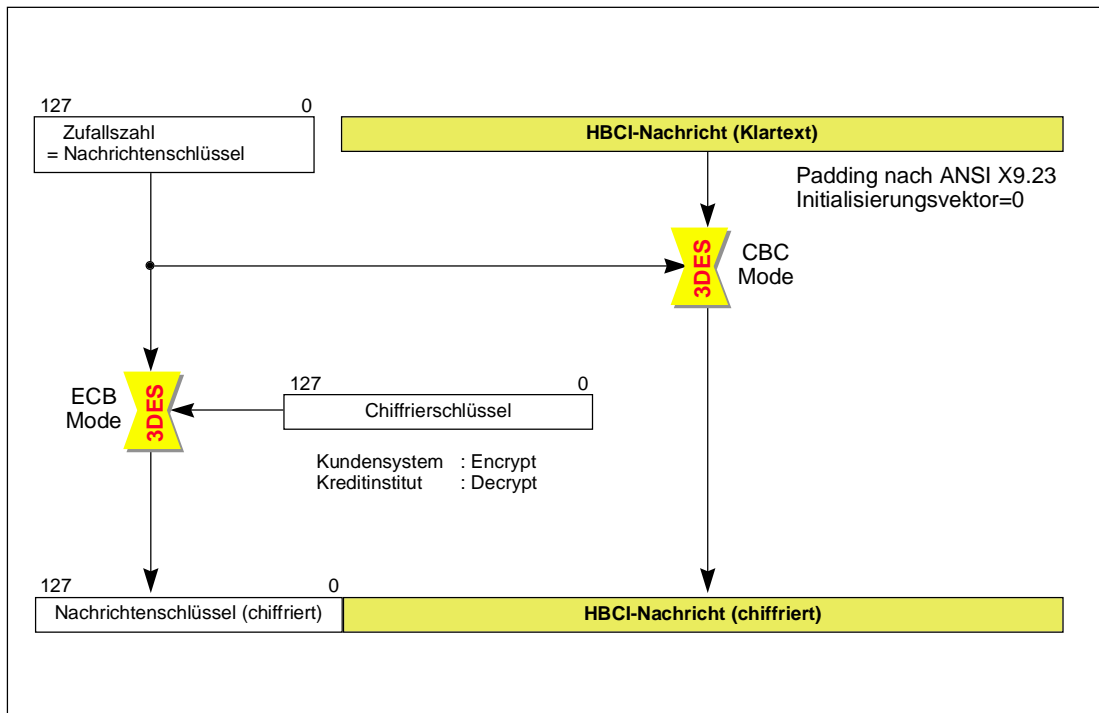 127 0
Zufallszahl
= Nachrichtenschlüssel
HBCI-Nachricht (Klartext)
Padding nach ANSI X9.23
Initialisierungsvektor=0
3DES
CBC
Mode
ECB
Mode
3DES
127 0
Chiffrierschlüssel
Kundensystem : Encrypt
Kreditinstitut : Decrypt
127 0
Nachrichtenschlüssel (chiffriert)
HBCI-Nachricht (chiffriert)